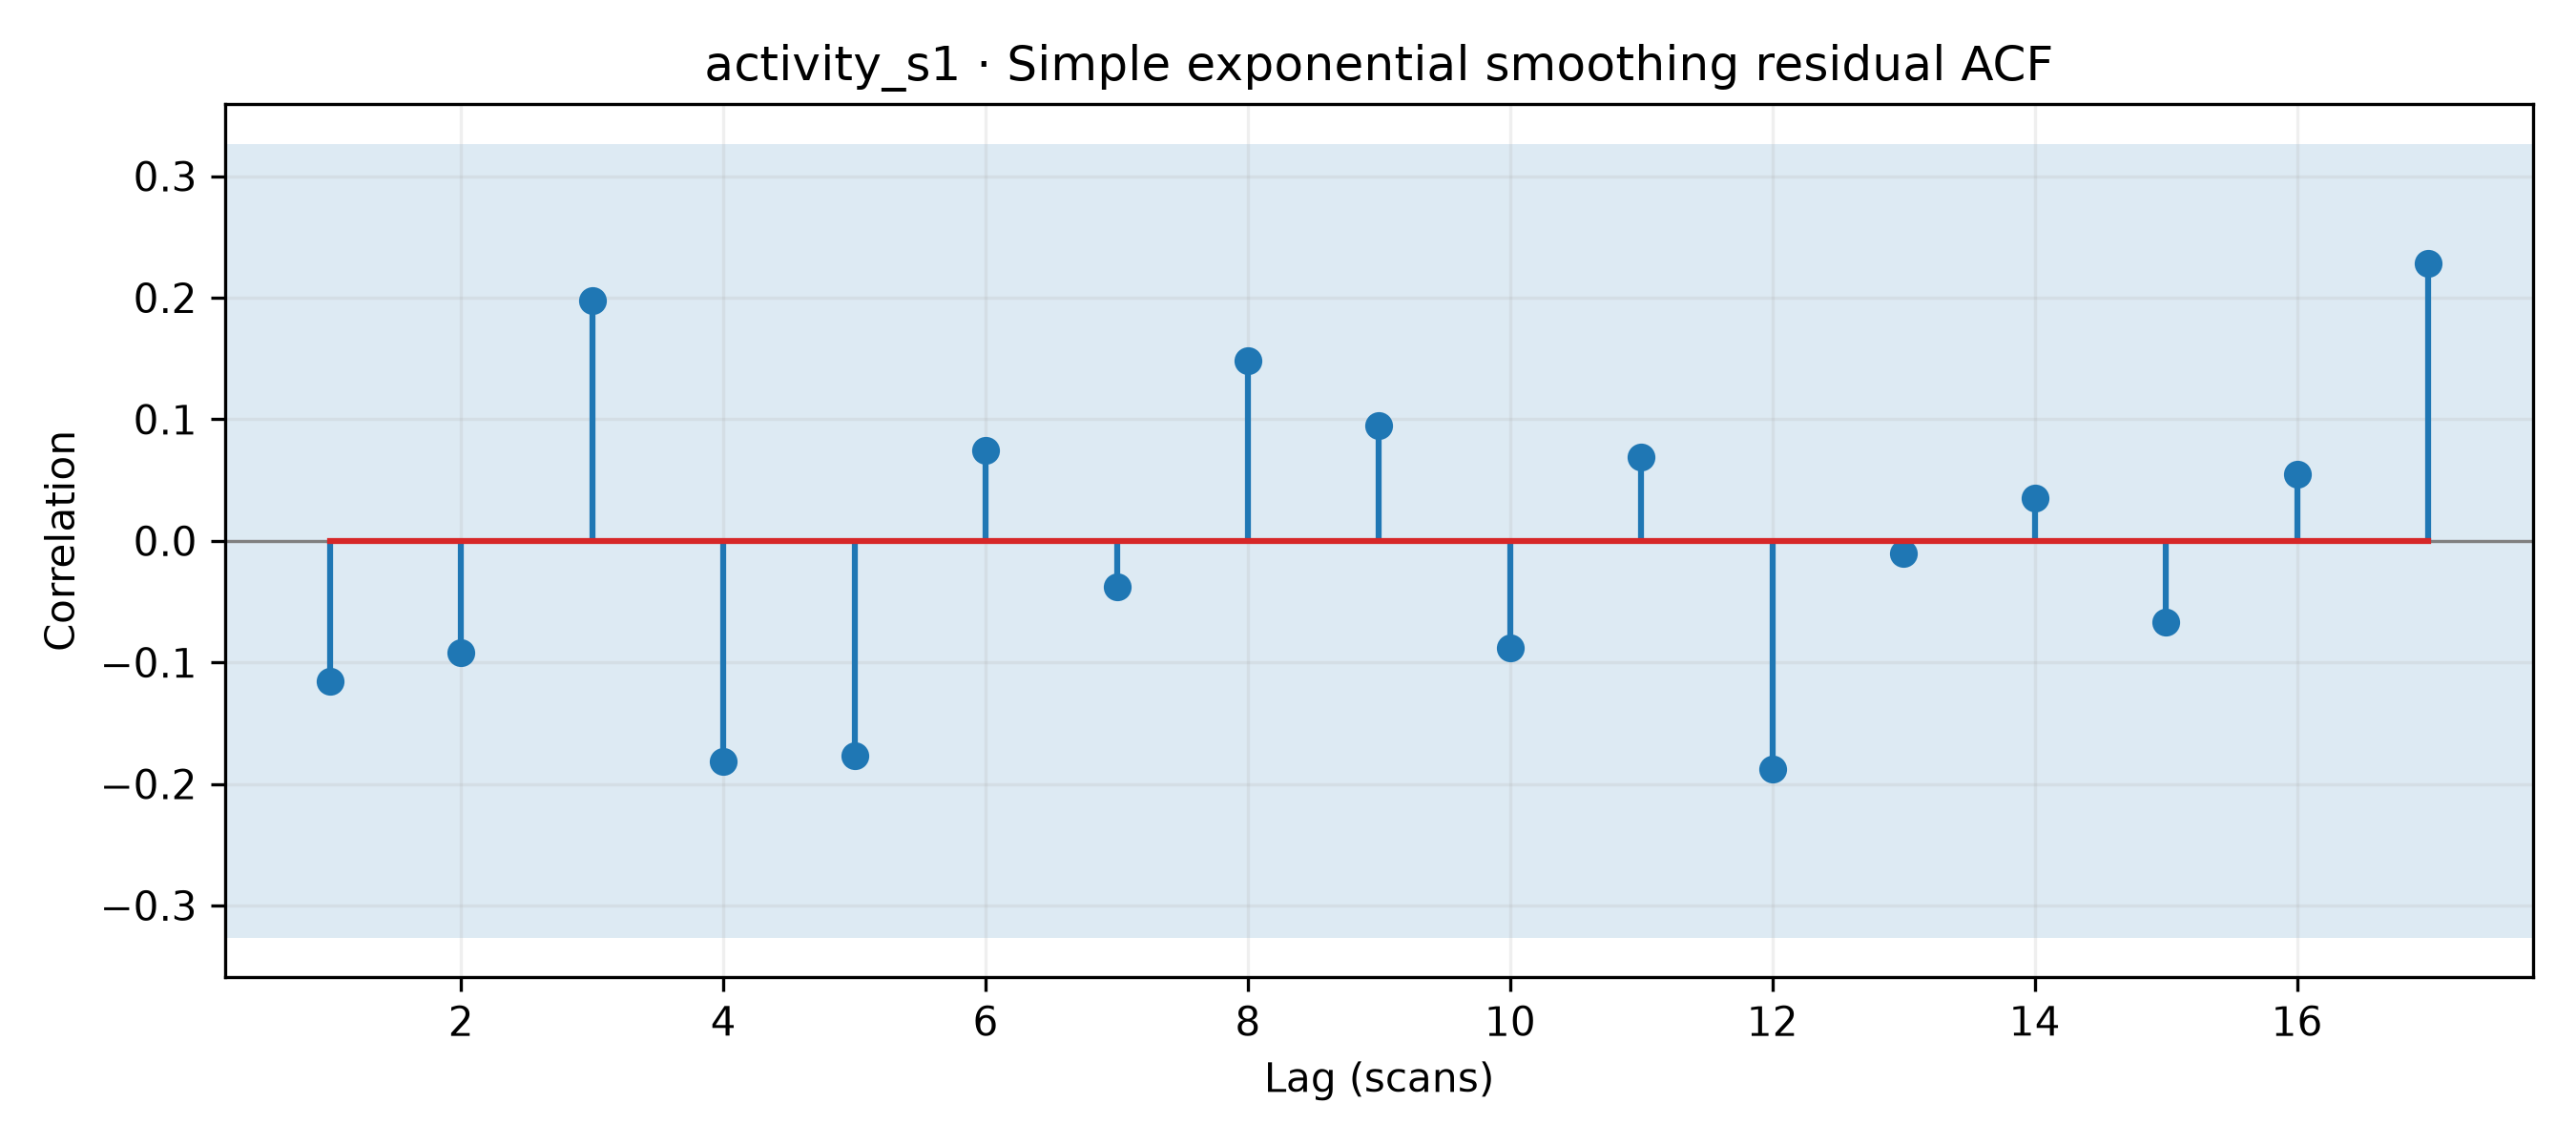 activity_s1 · Simple exponential smoothing residual ACF
Correlation
0.3
0.2
0.1
0.0
−0.1
−0.2
−0.3
2 4 6 8 10 12 14 16
Lag (scans)